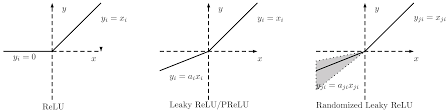 y
y_i = x_i
y_i = 0
x
ReLU
y
y_i = x_i
x
y_i = a_i x_i
Leaky ReLU/PReLU
y
y_{ji} = x_{ji}
x
y_{ji} = a_{ji} x_{ji}
Randomized Leaky ReLU